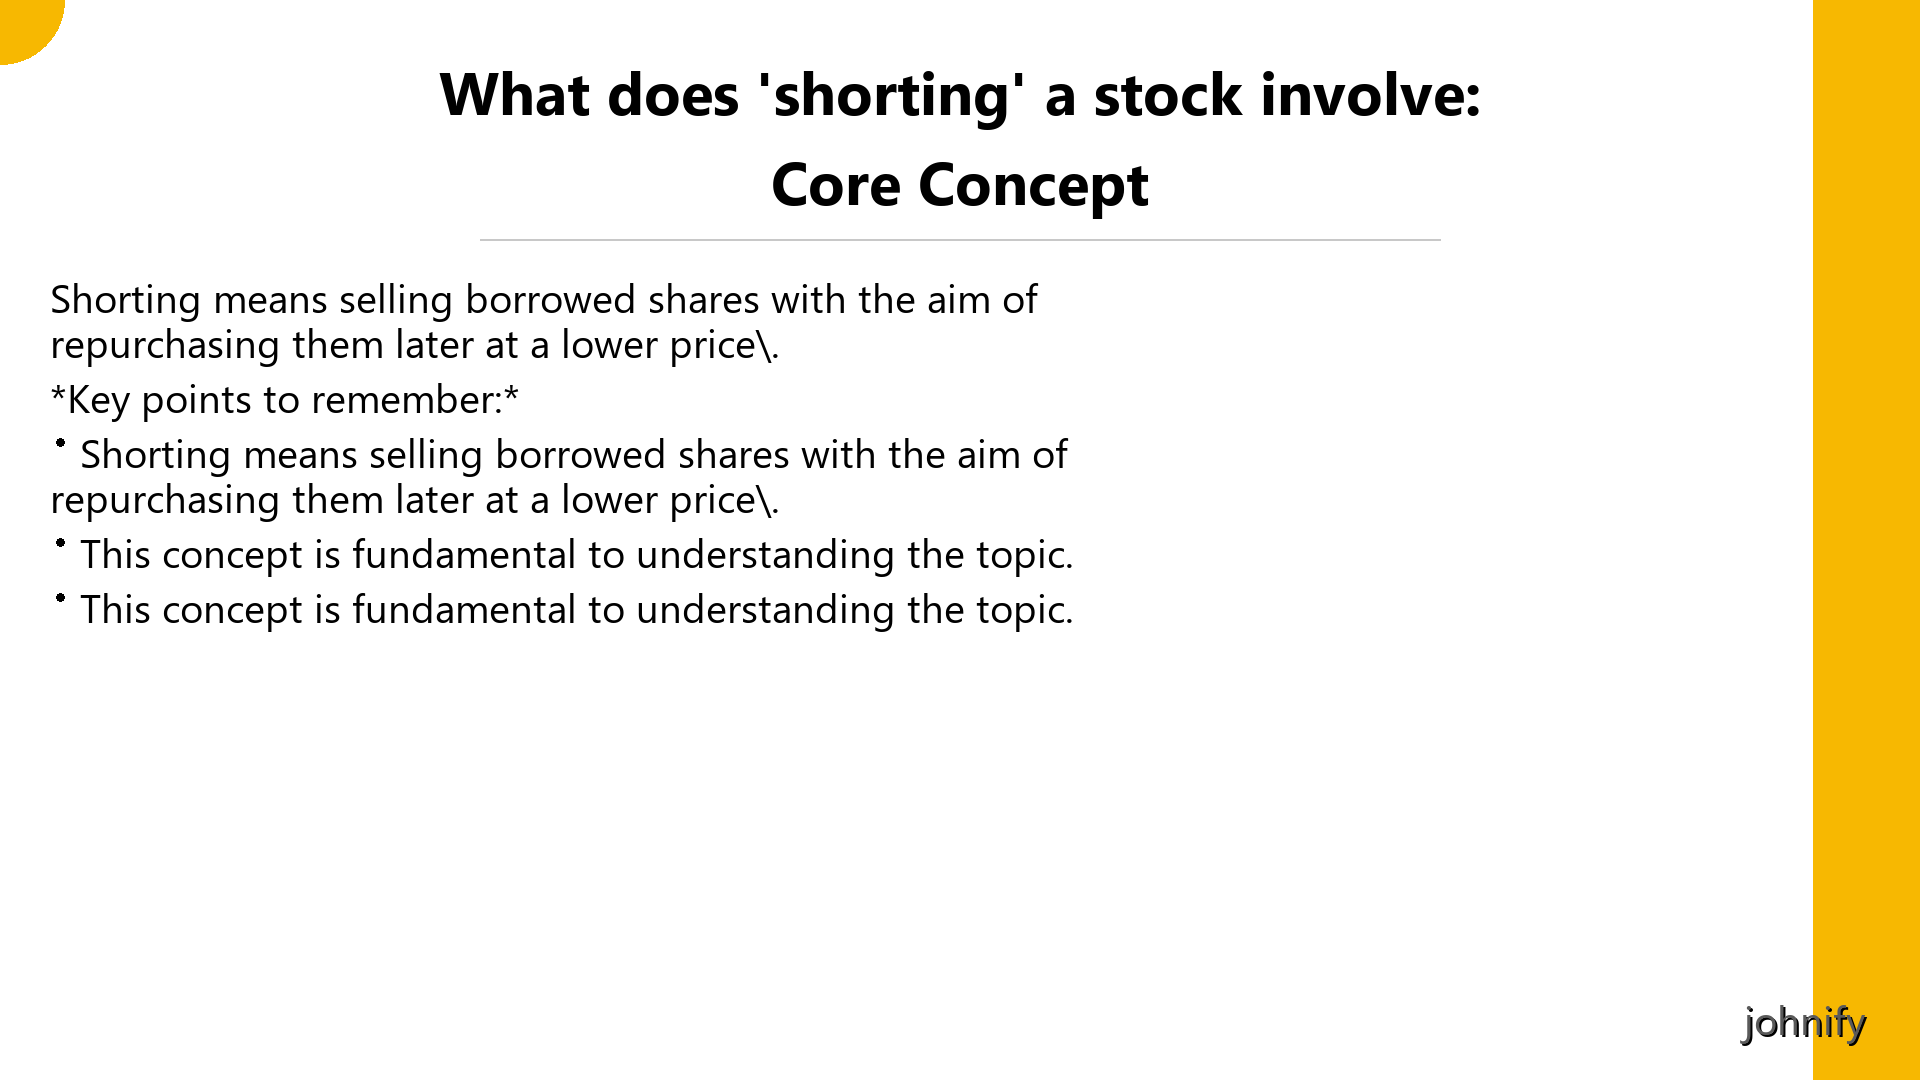 What does 'shorting' a stock involve:
Core Concept
Shorting means selling borrowed shares with the aim of
repurchasing them later at a lower price\.
*Key points to remember:*
• Shorting means selling borrowed shares with the aim of
repurchasing them later at a lower price\.
• This concept is fundamental to understanding the topic.
• This concept is fundamental to understanding the topic.
johnify